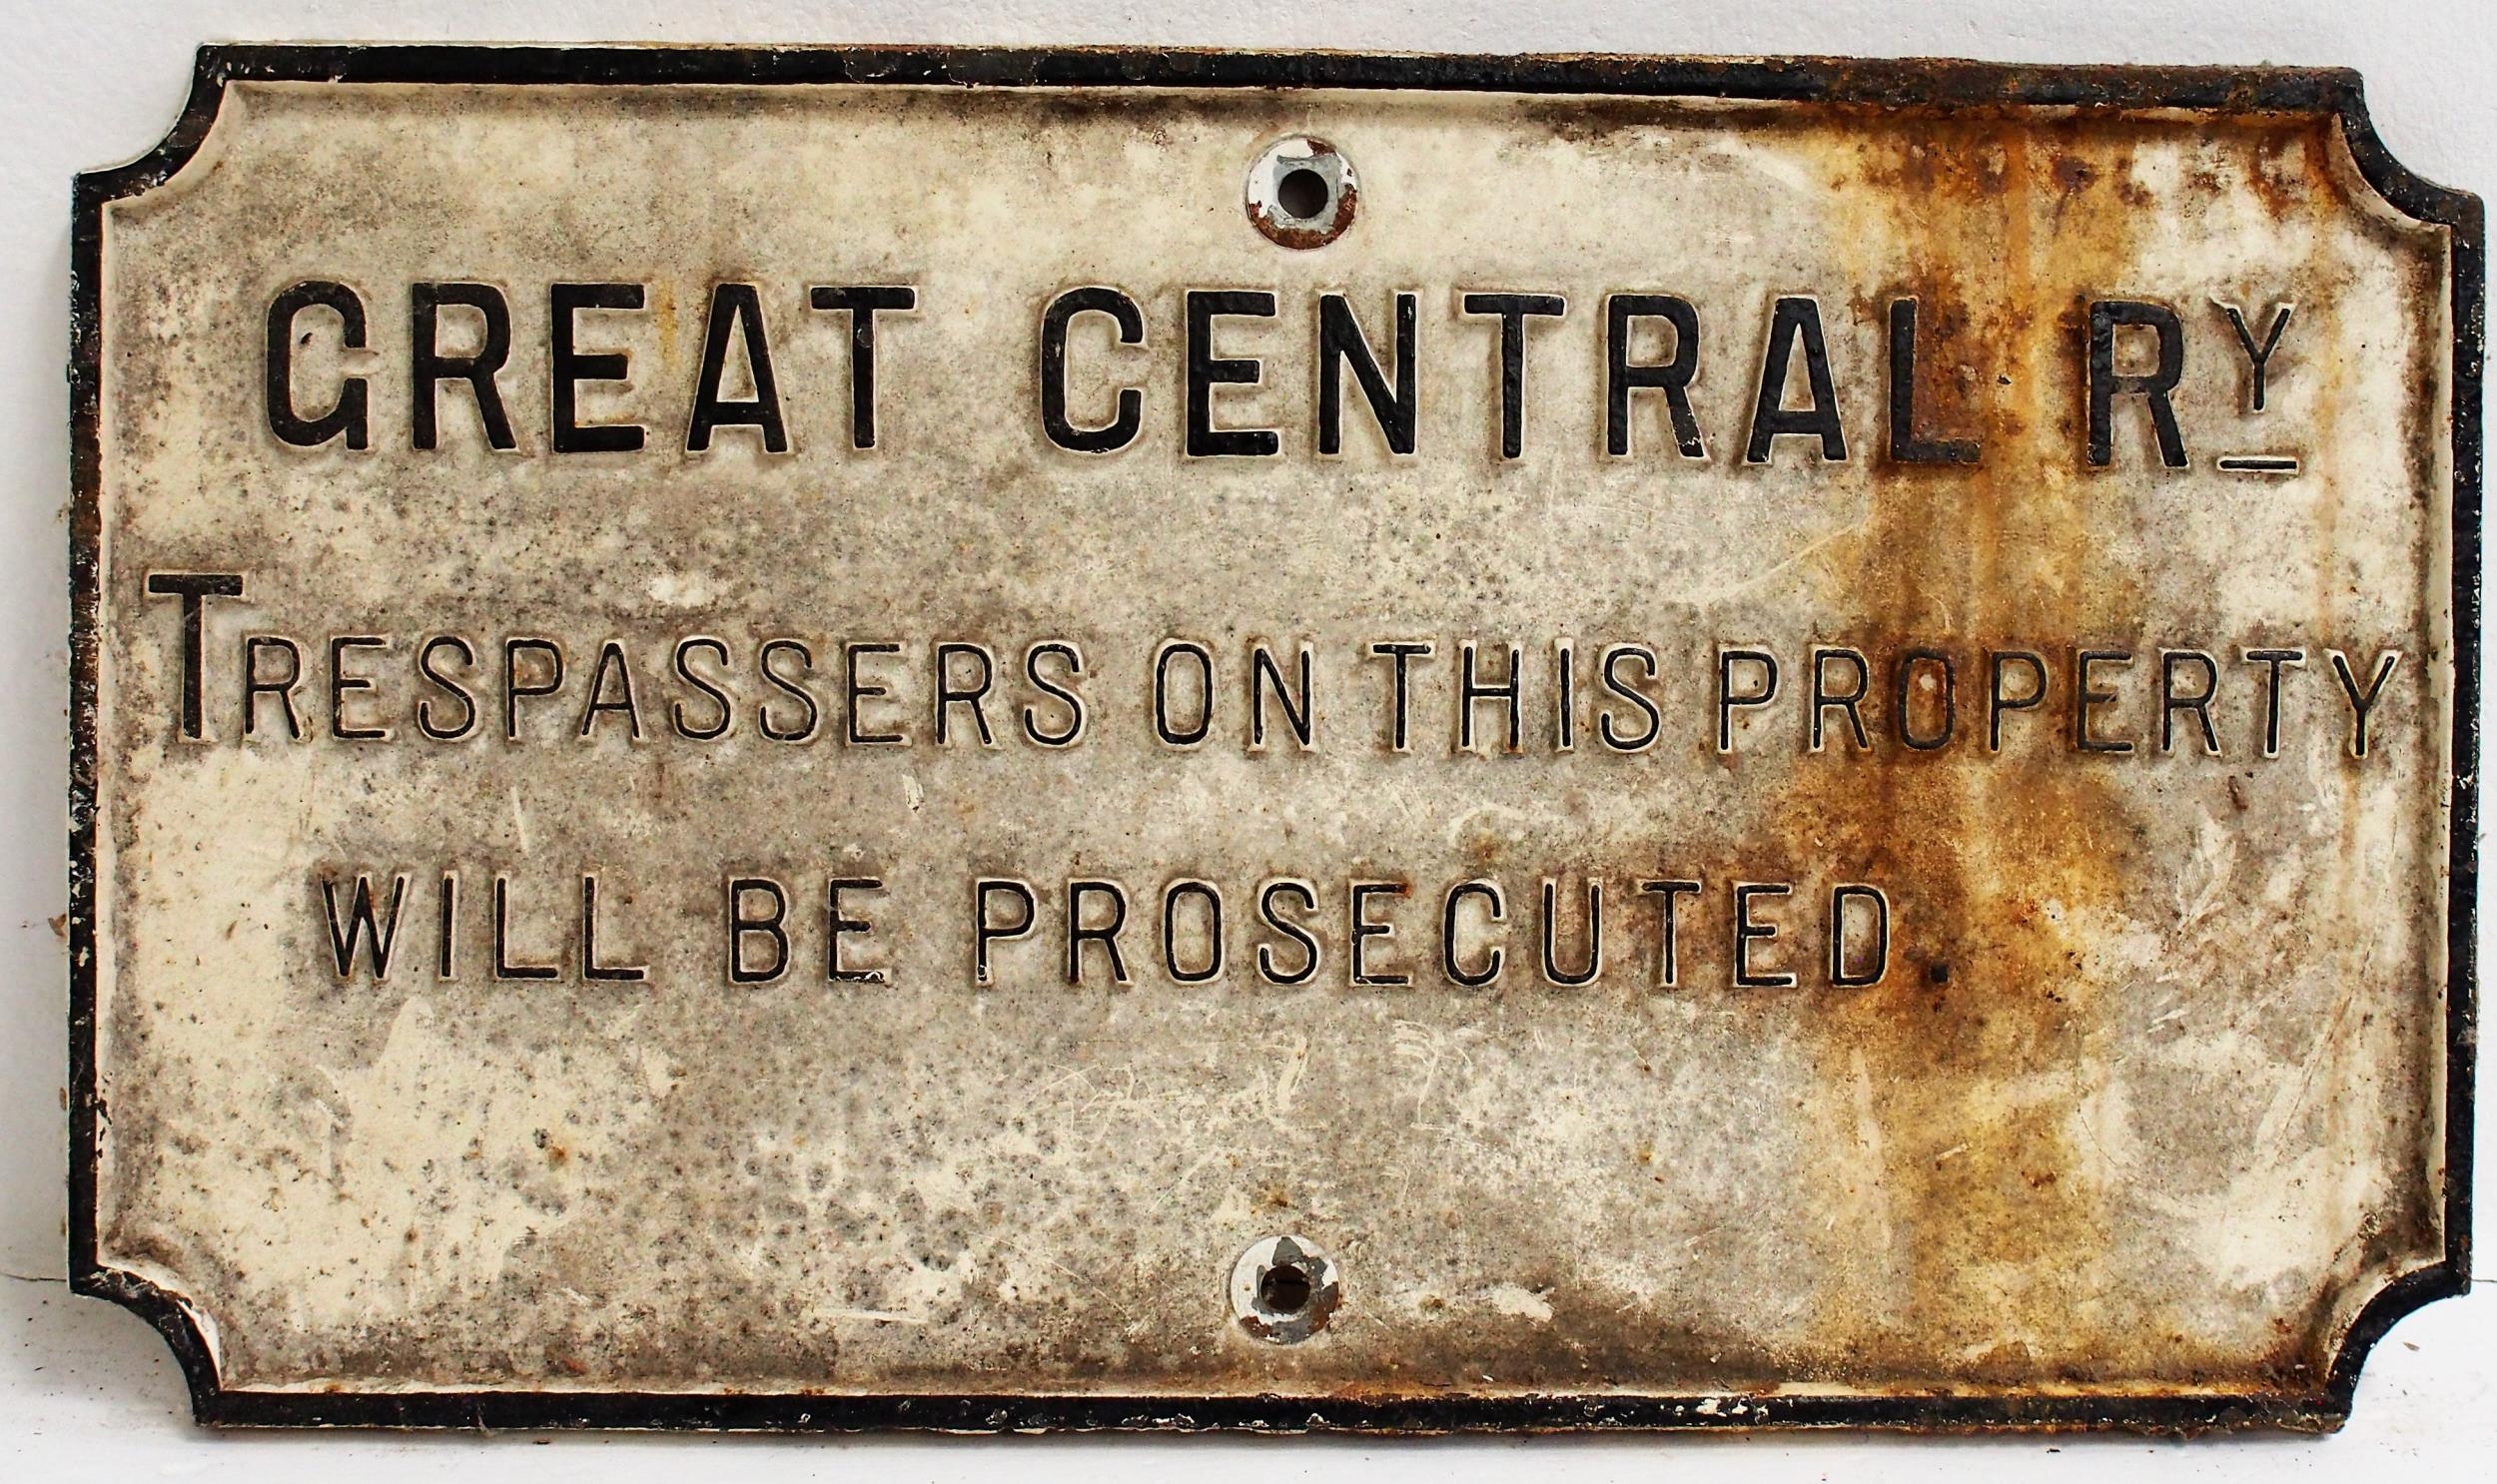 GREAT CENTRAL RY
TRESPASSERS ON THIS PROPERTY
WILL BE PROSECUTED.